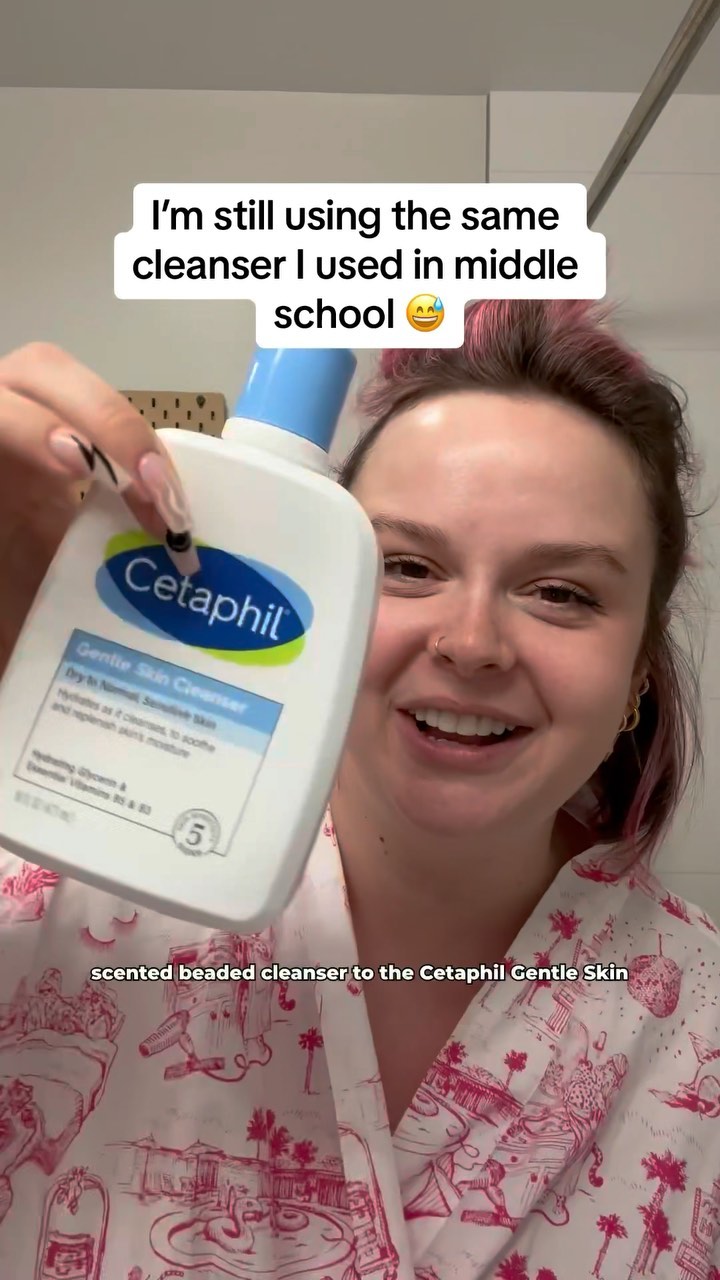 I'm still using the same
cleanser I used in middle
school 😅
Cetaphil
Gentle Skin Cleanser
Dry to Normal, Sensitive Skin
Hydrates as it cleanses, to soothe
and replenish skin's moisture
Hydrating Glycerin &
Essential Vitamins B5 & B3
5
scented beaded cleanser to the Cetaphil Gentle Skin